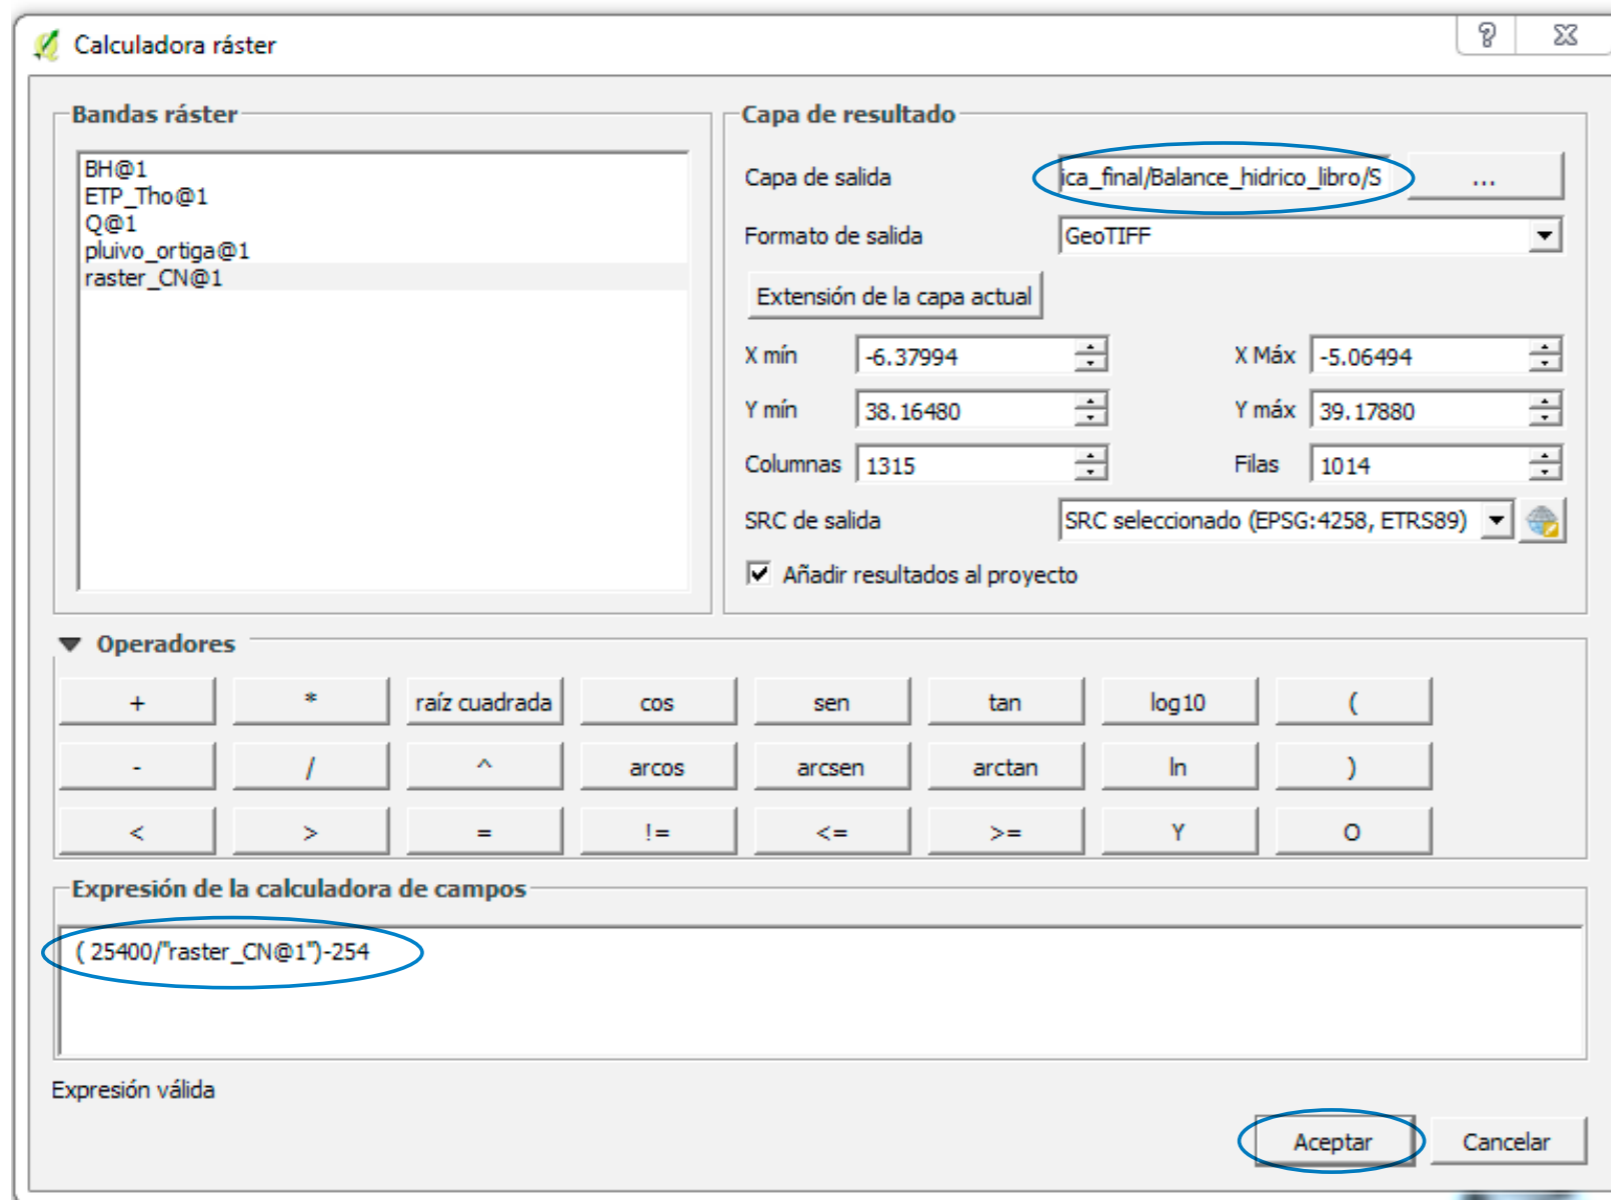 Calculadora ráster
Bandas ráster
BH@1
ETP_Tho@1
Q@1
pluivo_ortiga@1
raster_CN@1
Capa de resultado
Capa de salida ica_final/Balance_hidrico_libro/S ...
Formato de salida GeoTIFF
Extensión de la capa actual
X mín -6.37994 X Máx -5.06494
Y mín 38.16480 Y máx 39.17880
Columnas 1315 Filas 1014
SRC de salida SRC seleccionado (EPSG:4258, ETRS89)
Añadir resultados al proyecto
Operadores
+ * raíz cuadrada cos sen tan log10 (
- / ^ arcos arcsen arctan ln )
< > = != <= >= Y O
Expresión de la calculadora de campos
( 25400/"raster_CN@1")-254
Expresión válida
Aceptar Cancelar